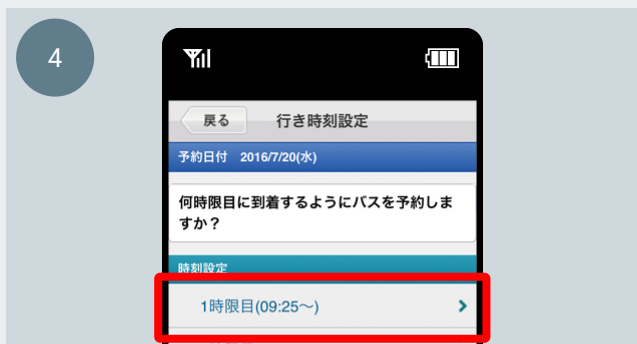 4
戻る 行き時刻設定
予約日付 2016/7/20(水)
何時限目に到着するようにバスを予約しま
すか？
時刻設定
1時限目(09:25～)